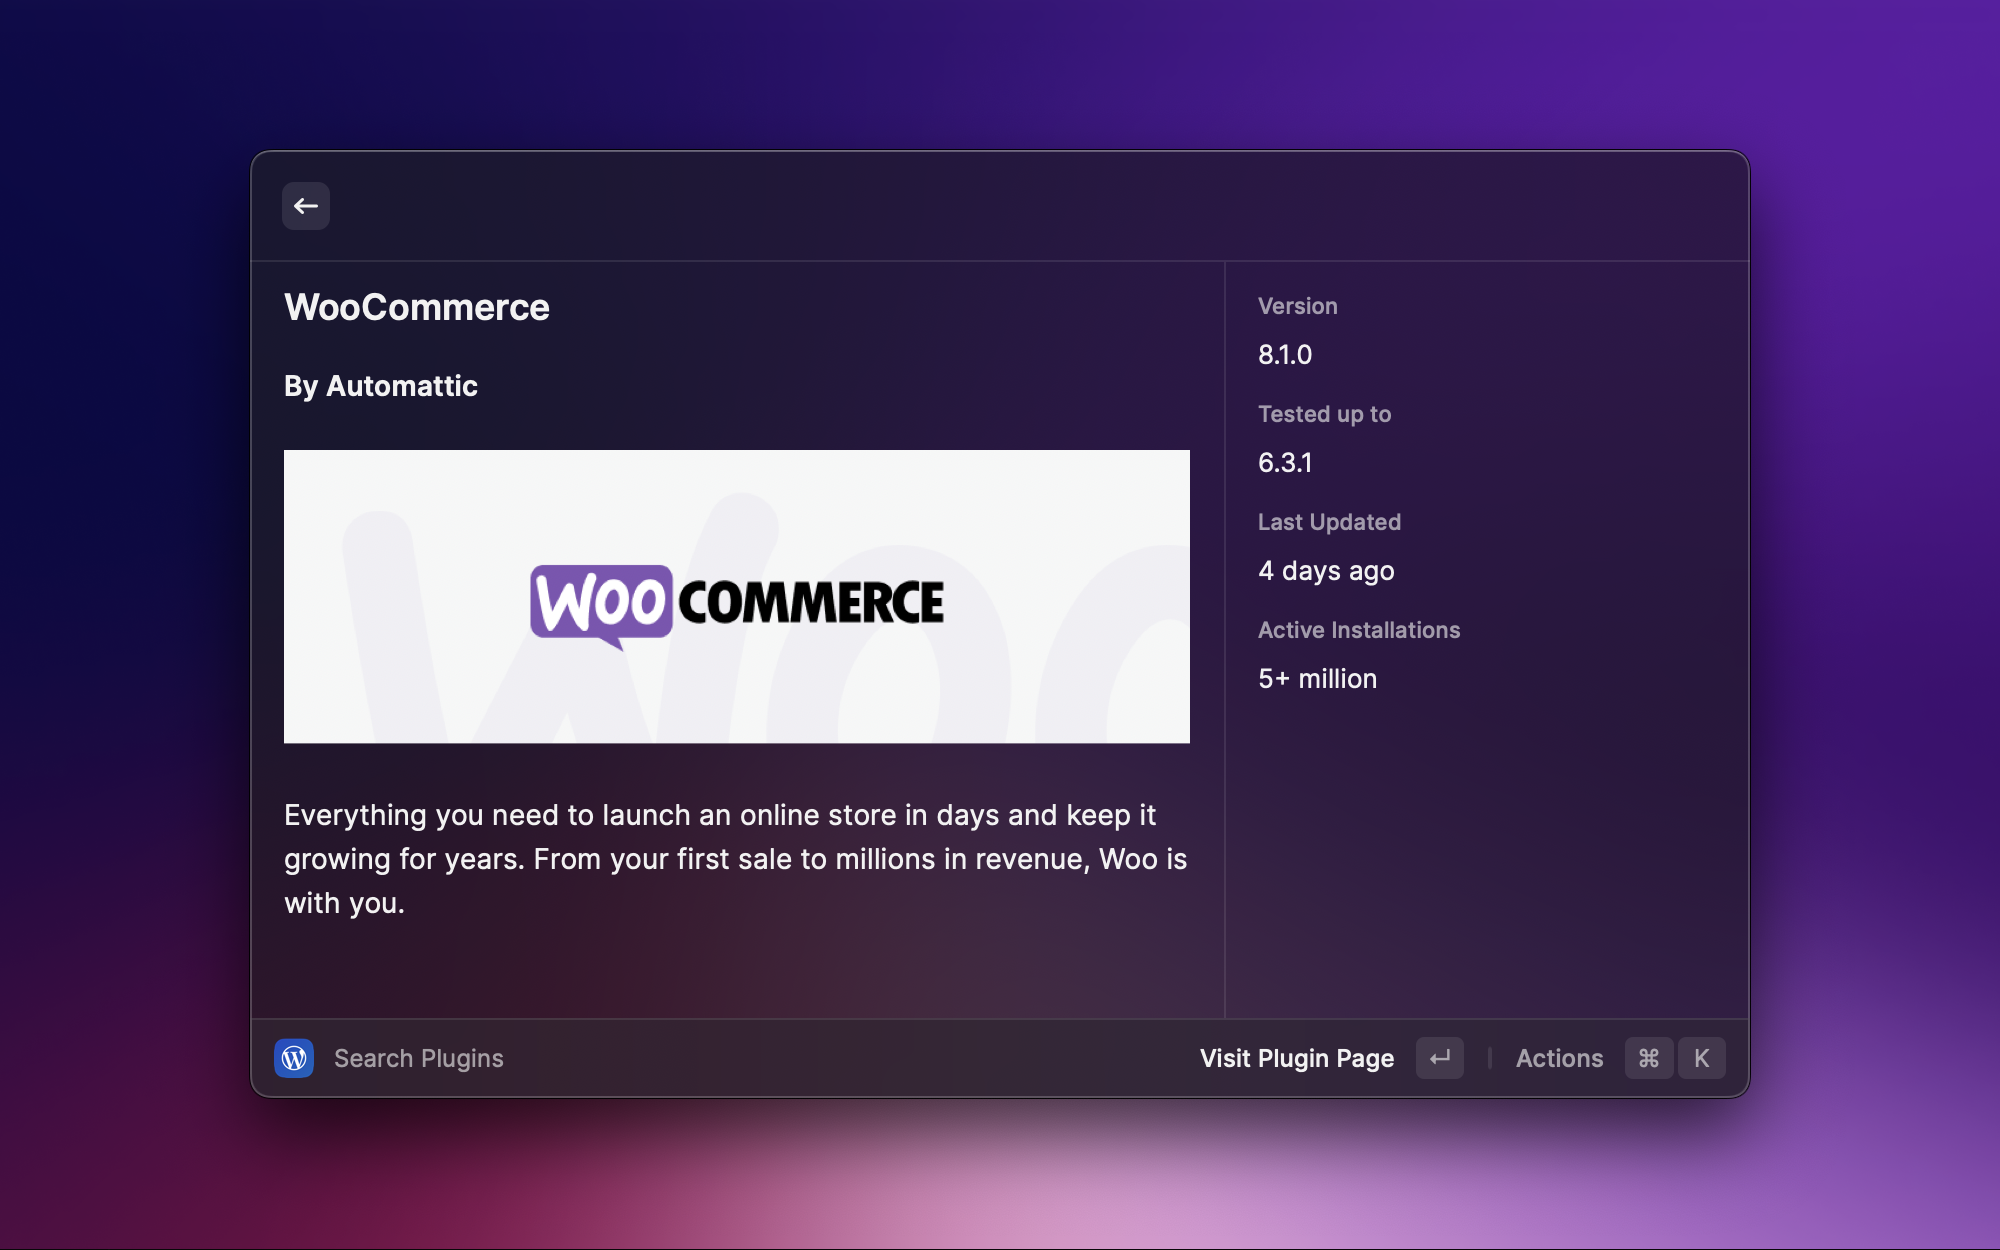 WooCommerce
By Automattic
WOO COMMERCE
Everything you need to launch an online store in days and keep it
growing for years. From your first sale to millions in revenue, Woo is
with you.
Version
8.1.0
Tested up to
6.3.1
Last Updated
4 days ago
Active Installations
5+ million
Search Plugins
Visit Plugin Page ↵ | Actions ⌘ K